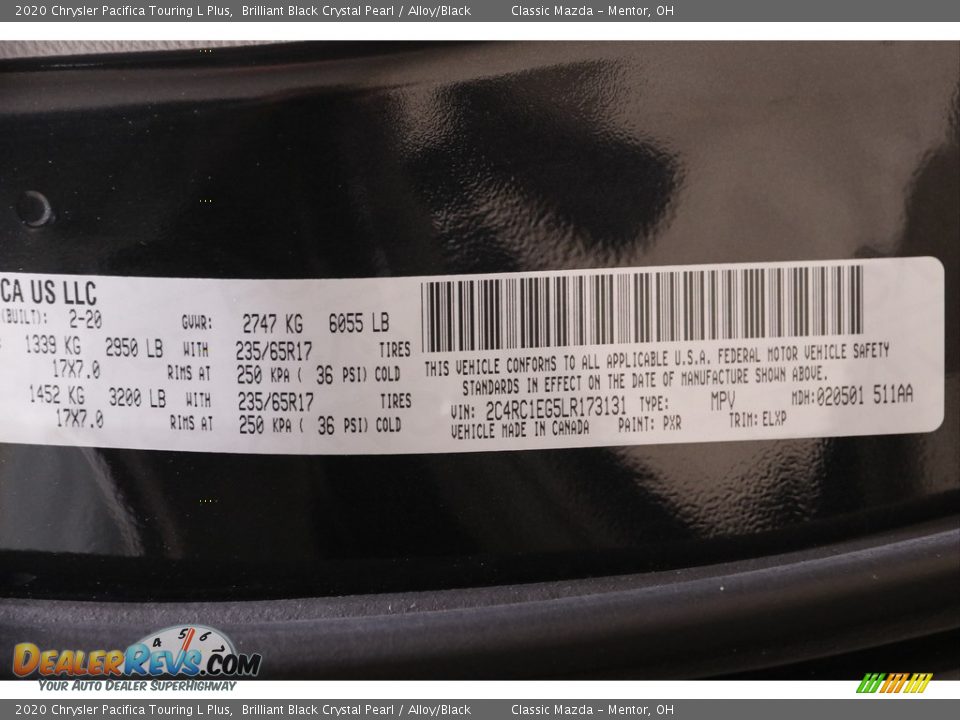 2020 Chrysler Pacifica Touring L Plus,  Brilliant Black Crystal Pearl / Alloy/Black        Classic Mazda – Mentor, OH
CA US LLC
(BUILT): 2-20 GVWR: 2747 KG 6055 LB
1339 KG 2950 LB WITH 235/65R17 TIRES
17X7.0 RIMS AT 250 KPA ( 36 PSI) COLD
1452 KG 3200 LB WITH 235/65R17 TIRES
17X7.0 RIMS AT 250 KPA ( 36 PSI) COLD
THIS VEHICLE CONFORMS TO ALL APPLICABLE U.S.A. FEDERAL MOTOR VEHICLE SAFETY
STANDARDS IN EFFECT ON THE DATE OF MANUFACTURE SHOWN ABOVE.
VIN: 2C4RC1EG5LR173131 TYPE: MPV MDH:020501 511AA
VEHICLE MADE IN CANADA PAINT: PXR TRIM: ELXP
4 5 6
DEALERREVS.COM
YOUR AUTO DEALER SUPERHIGHWAY
2020 Chrysler Pacifica Touring L Plus,  Brilliant Black Crystal Pearl / Alloy/Black        Classic Mazda – Mentor, OH